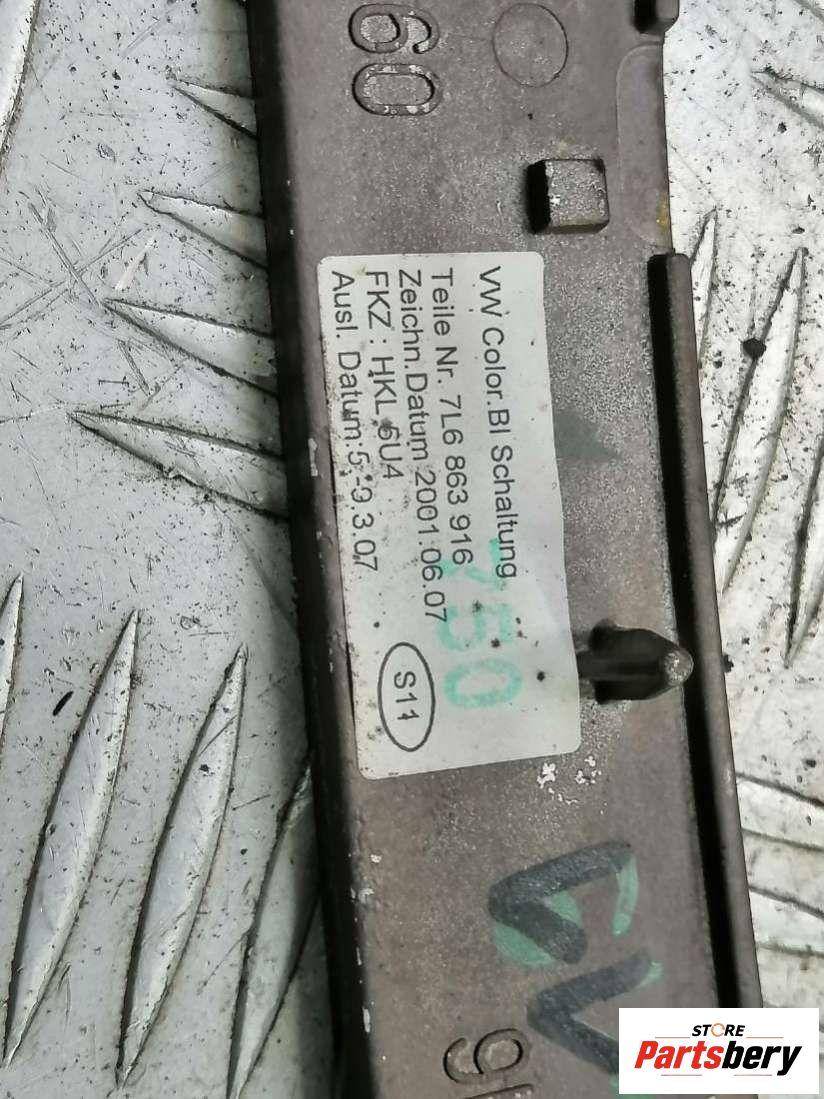 60
VW Color.Bl Schaltung
Teile Nr. 7L6 863 916
Zeichn.Datum 2001.06.07
FKZ : HKL 6U4
Ausl. Datum:5.-9.3.07
S11
750
STORE
Partsbery